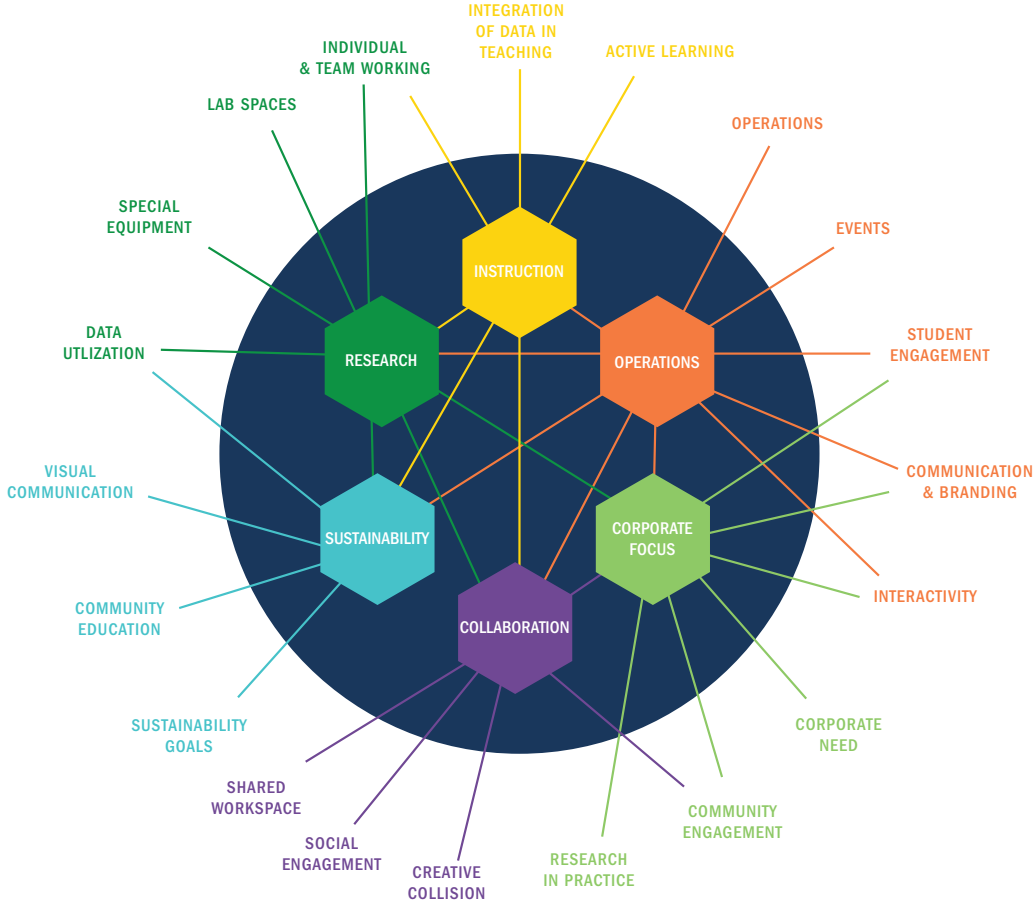 INTEGRATION
OF DATA IN
TEACHING
INDIVIDUAL
& TEAM WORKING
ACTIVE LEARNING
LAB SPACES
OPERATIONS
SPECIAL
EQUIPMENT
EVENTS
INSTRUCTION
DATA
UTLIZATION
STUDENT
ENGAGEMENT
RESEARCH
OPERATIONS
VISUAL
COMMUNICATION
COMMUNICATION
& BRANDING
SUSTAINABILITY
CORPORATE
FOCUS
COMMUNITY
EDUCATION
INTERACTIVITY
COLLABORATION
SUSTAINABILITY
GOALS
CORPORATE
NEED
SHARED
WORKSPACE
COMMUNITY
ENGAGEMENT
SOCIAL
ENGAGEMENT
CREATIVE
COLLISION
RESEARCH
IN PRACTICE